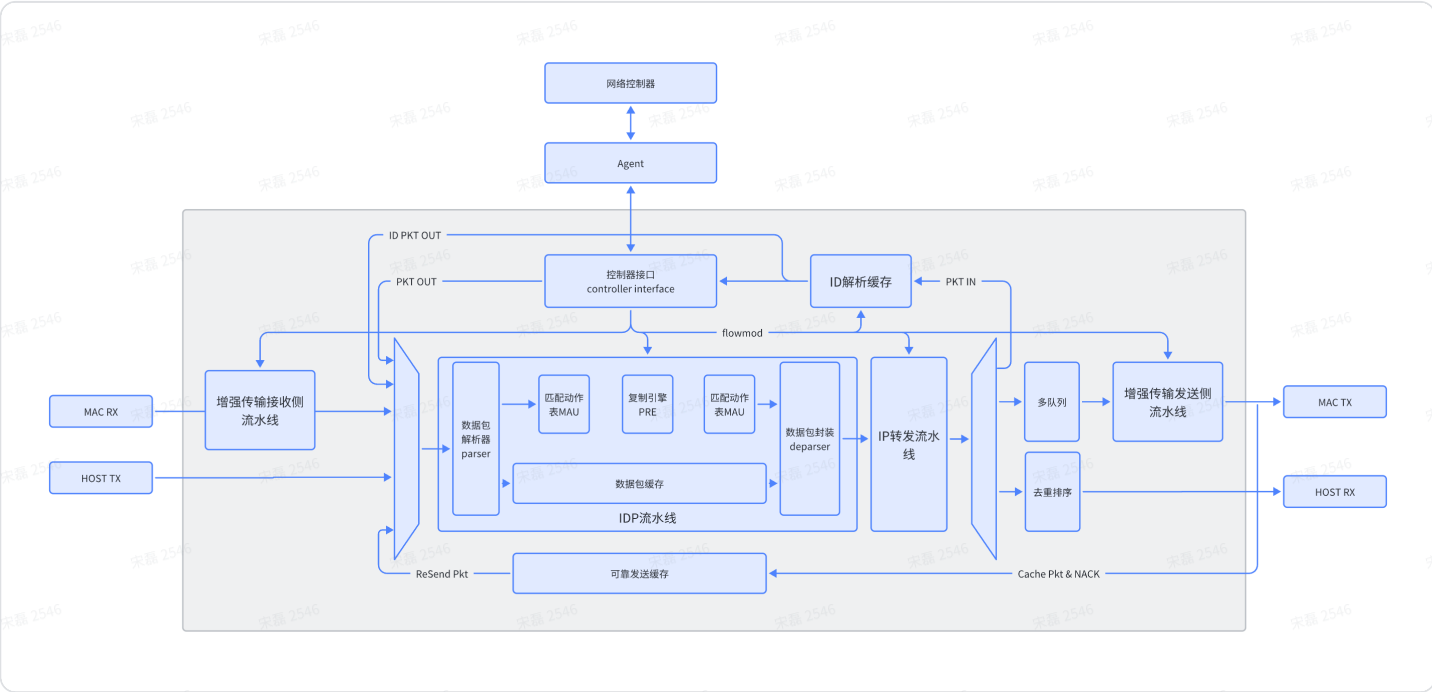 网络控制器
Agent
ID PKT OUT
PKT OUT
控制器接口
controller interface
ID解析缓存
PKT IN
flowmod
MAC RX
增强传输接收侧
流水线
HOST TX
数据包
解析器
parser
匹配动作
表MAU
复制引擎
PRE
匹配动作
表MAU
数据包封装
deparser
数据包缓存
IDP流水线
IP转发流水
线
多队列
增强传输发送侧
流水线
MAC TX
去重排序
HOST RX
ReSend Pkt
可靠发送缓存
Cache Pkt & NACK
宋磊 2546